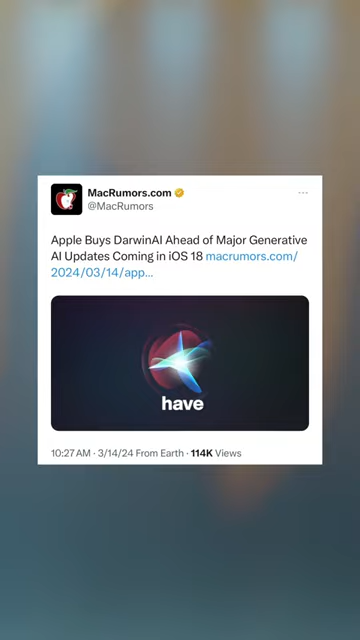 MacRumors.com
@MacRumors
Apple Buys DarwinAI Ahead of Major Generative
AI Updates Coming in iOS 18 macrumors.com/
2024/03/14/app...
have
10:27 AM · 3/14/24 From Earth · 114K Views